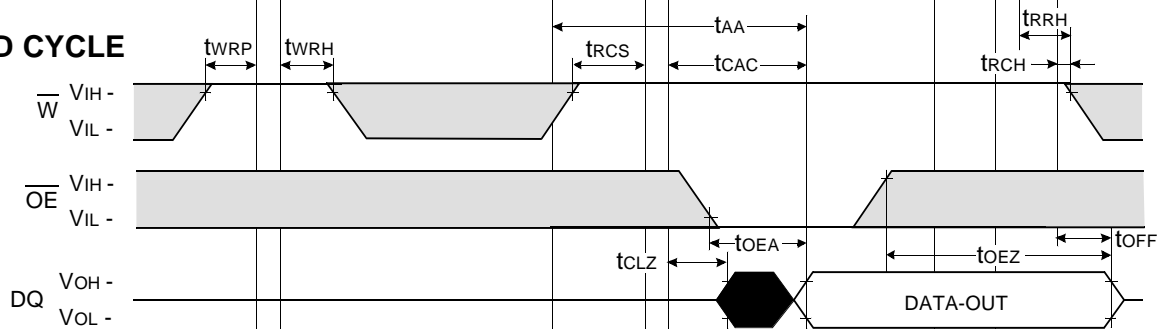 tAA
tRRH
D CYCLE
tWRP
tWRH
tRCS
tCAC
tRCH
W
VIH -
VIL -
OE
VIH -
VIL -
tOEA
tOFF
tCLZ
tOEZ
DQ
VOH -
VOL -
DATA-OUT